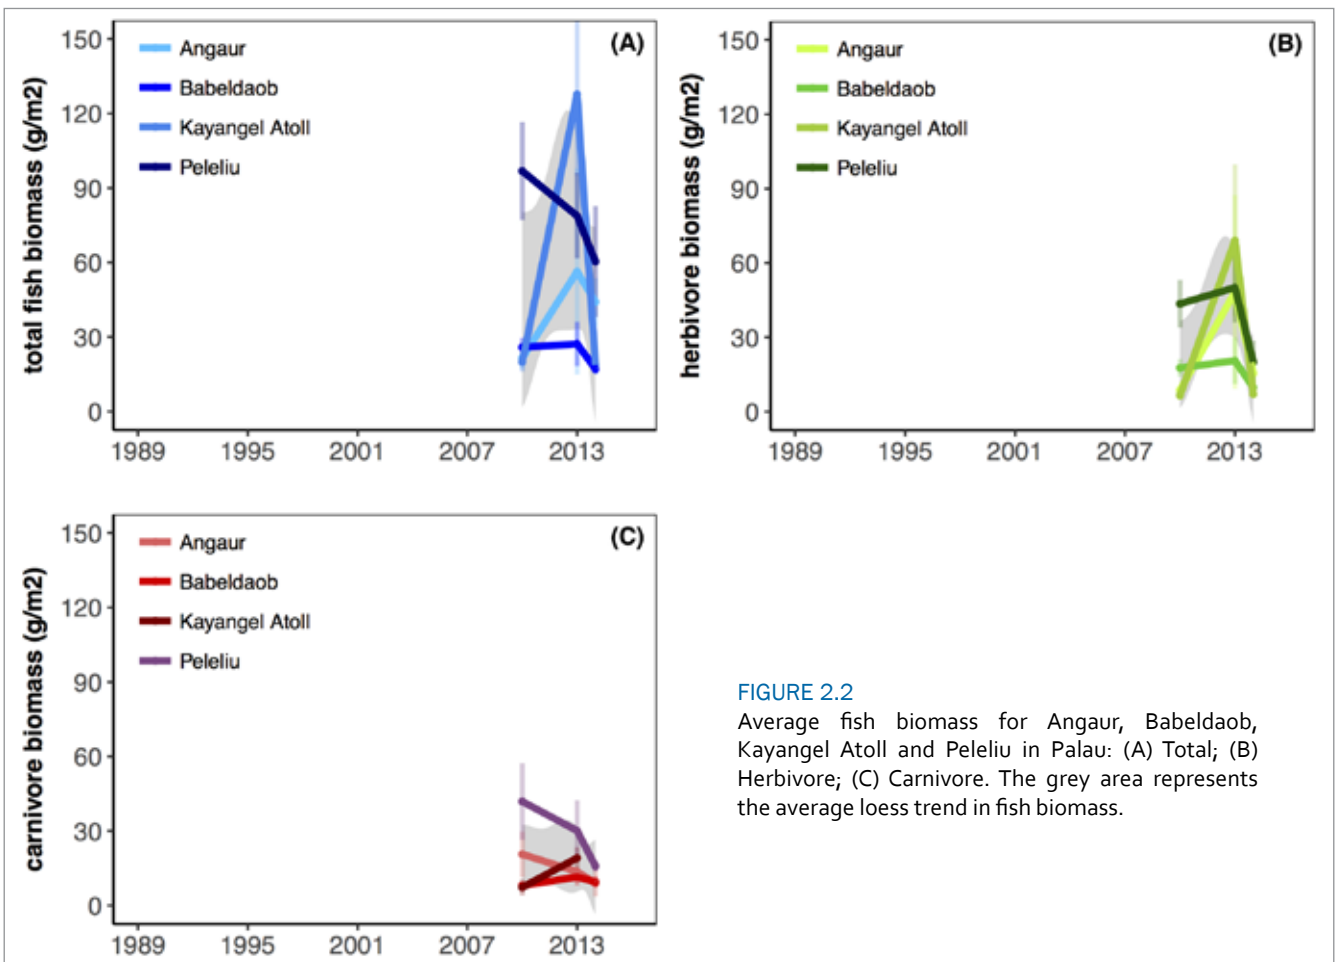 (A)
total fish biomass (g/m2)
150
120
90
60
30
0
Angaur
Babeldaob
Kayangel Atoll
Peleliu
1989 1995 2001 2007 2013
(B)
herbivore biomass (g/m2)
150
120
90
60
30
0
Angaur
Babeldaob
Kayangel Atoll
Peleliu
1989 1995 2001 2007 2013
(C)
carnivore biomass (g/m2)
150
120
90
60
30
0
Angaur
Babeldaob
Kayangel Atoll
Peleliu
1989 1995 2001 2007 2013
FIGURE 2.2
Average fish biomass for Angaur, Babeldaob,
Kayangel Atoll and Peleliu in Palau: (A) Total; (B)
Herbivore; (C) Carnivore. The grey area represents
the average loess trend in fish biomass.